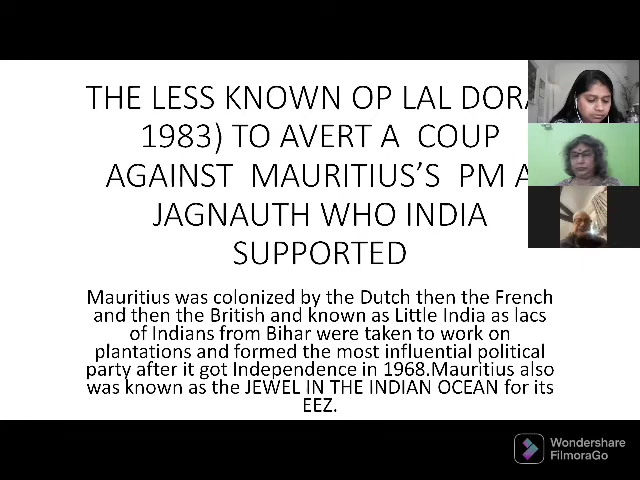 THE LESS KNOWN OP LAL DORA
1983) TO AVERT A COUP
AGAINST MAURITIUS'S PM A
JAGNAUTH WHO INDIA
SUPPORTED
Mauritius was colonized by the Dutch then the French
and then the British and known as Little India as lacs
of Indians from Bihar were taken to work on
plantations and formed the most influential political
party after it got Independence in 1968.Mauritius also
was known as the JEWEL IN THE INDIAN OCEAN for its
EEZ.
Wondershare
FilmoraGo